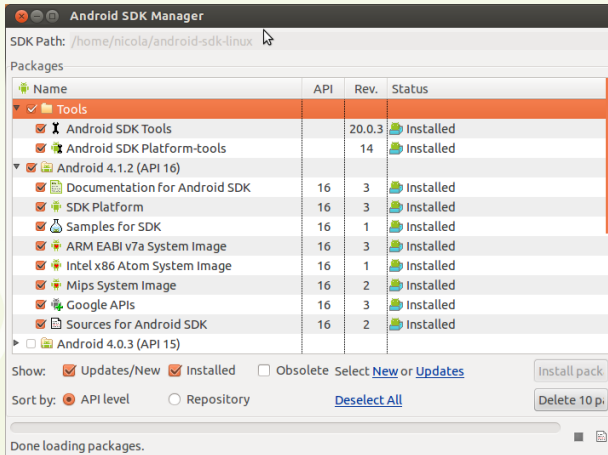 Android SDK Manager
SDK Path: /home/nicola/android-sdk-linux
Packages
Name API Rev. Status
Tools
Android SDK Tools 20.0.3 Installed
Android SDK Platform-tools 14 Installed
Android 4.1.2 (API 16)
Documentation for Android SDK 16 3 Installed
SDK Platform 16 3 Installed
Samples for SDK 16 1 Installed
ARM EABI v7a System Image 16 3 Installed
Intel x86 Atom System Image 16 1 Installed
Mips System Image 16 2 Installed
Google APIs 16 3 Installed
Sources for Android SDK 16 2 Installed
Android 4.0.3 (API 15)
Show: Updates/New Installed Obsolete Select New or Updates Install pack
Sort by: API level Repository Deselect All Delete 10 p
Done loading packages.